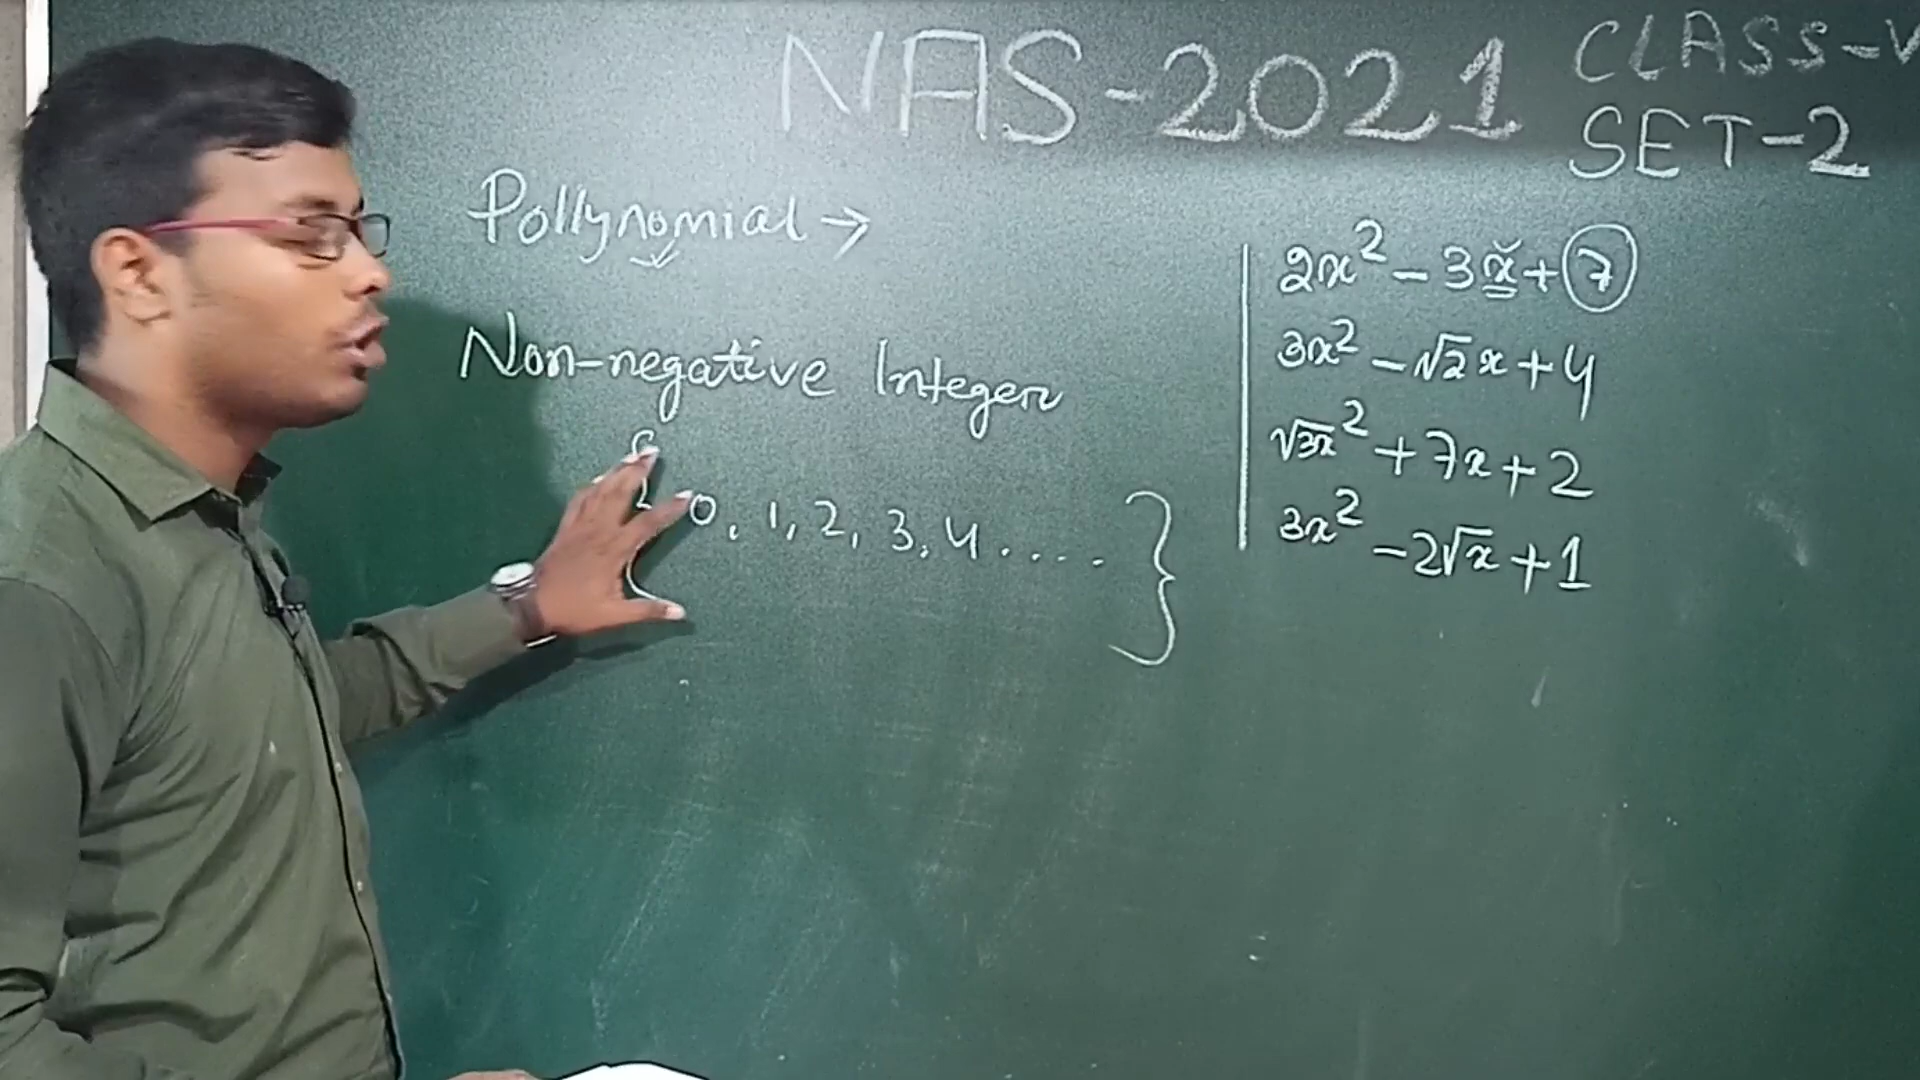 NAS-2021
CLASS-V
SET-2
Pollynomial →
Non-negative Integer
{ 0, 1, 2, 3, 4 . . . . }
2x² - 3x + 7
3x² - √2x + 4
√3x² + 7x + 2
3x² - 2√x + 1